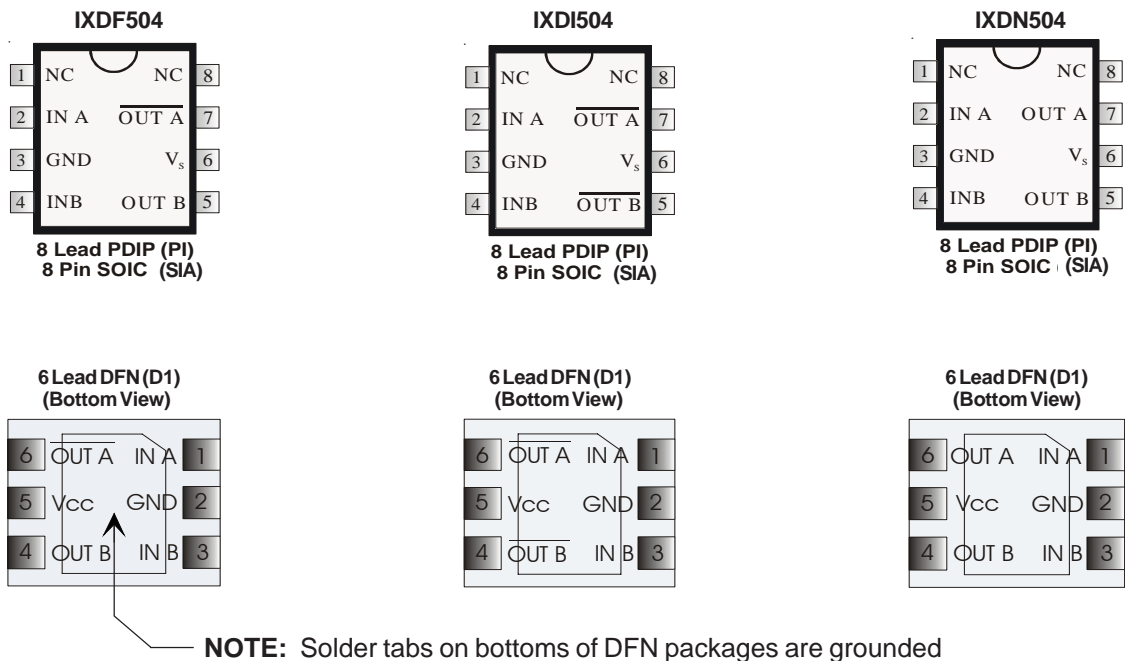 IXDF504
IXDI504
IXDN504
1 NC NC 8
2 IN A OUT A 7
3 GND Vs 6
4 INB OUT B 5
8 Lead PDIP (PI)
8 Pin SOIC (SIA)
1 NC NC 8
2 IN A OUT A 7
3 GND Vs 6
4 INB OUT B 5
8 Lead PDIP (PI)
8 Pin SOIC (SIA)
1 NC NC 8
2 IN A OUT A 7
3 GND Vs 6
4 INB OUT B 5
8 Lead PDIP (PI)
8 Pin SOIC (SIA)
6 Lead DFN (D1)
(Bottom View)
6 OUT A IN A 1
5 Vcc GND 2
4 OUT B IN B 3
6 Lead DFN (D1)
(Bottom View)
6 OUT A IN A 1
5 Vcc GND 2
4 OUT B IN B 3
6 Lead DFN (D1)
(Bottom View)
6 OUT A IN A 1
5 Vcc GND 2
4 OUT B IN B 3
NOTE: Solder tabs on bottoms of DFN packages are grounded